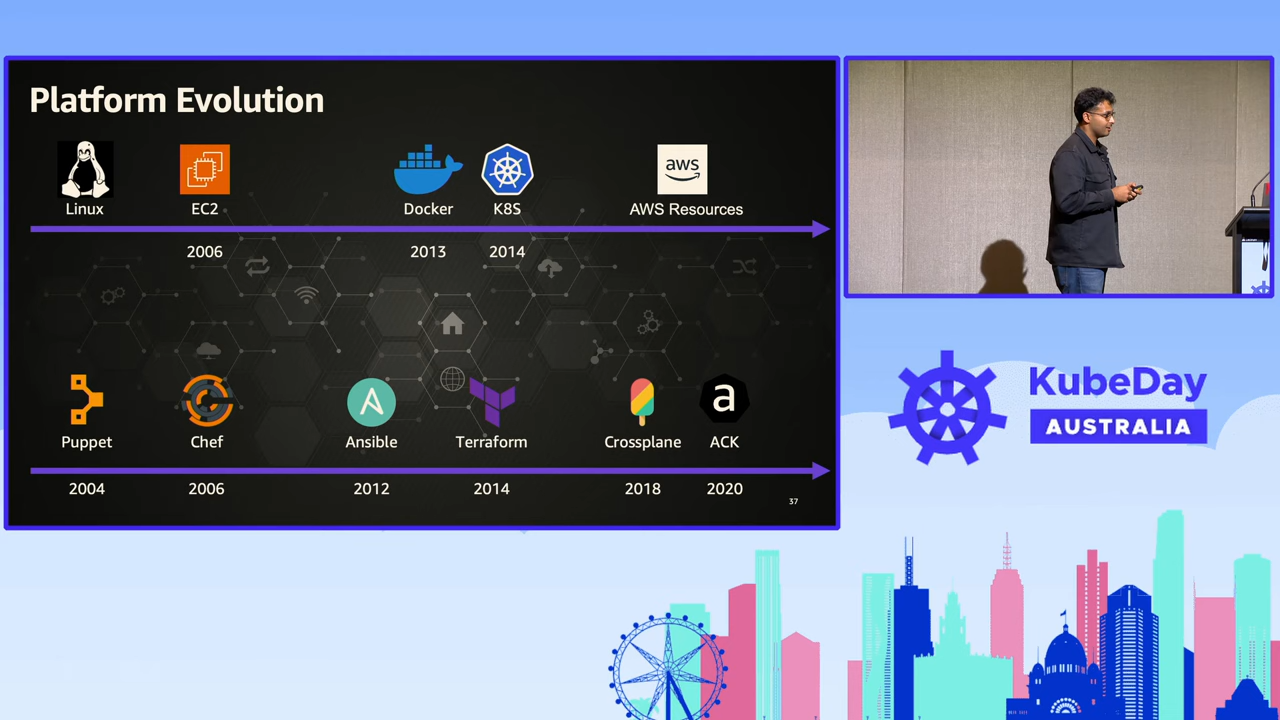 Platform Evolution
aws
Linux
EC2
Docker
K8S
AWS Resources
2006
2013
2014
a
Puppet
Chef
Ansible
Terraform
Crossplane
ACK
2004
2006
2012
2014
2018
2020
37
KubeDay
AUSTRALIA